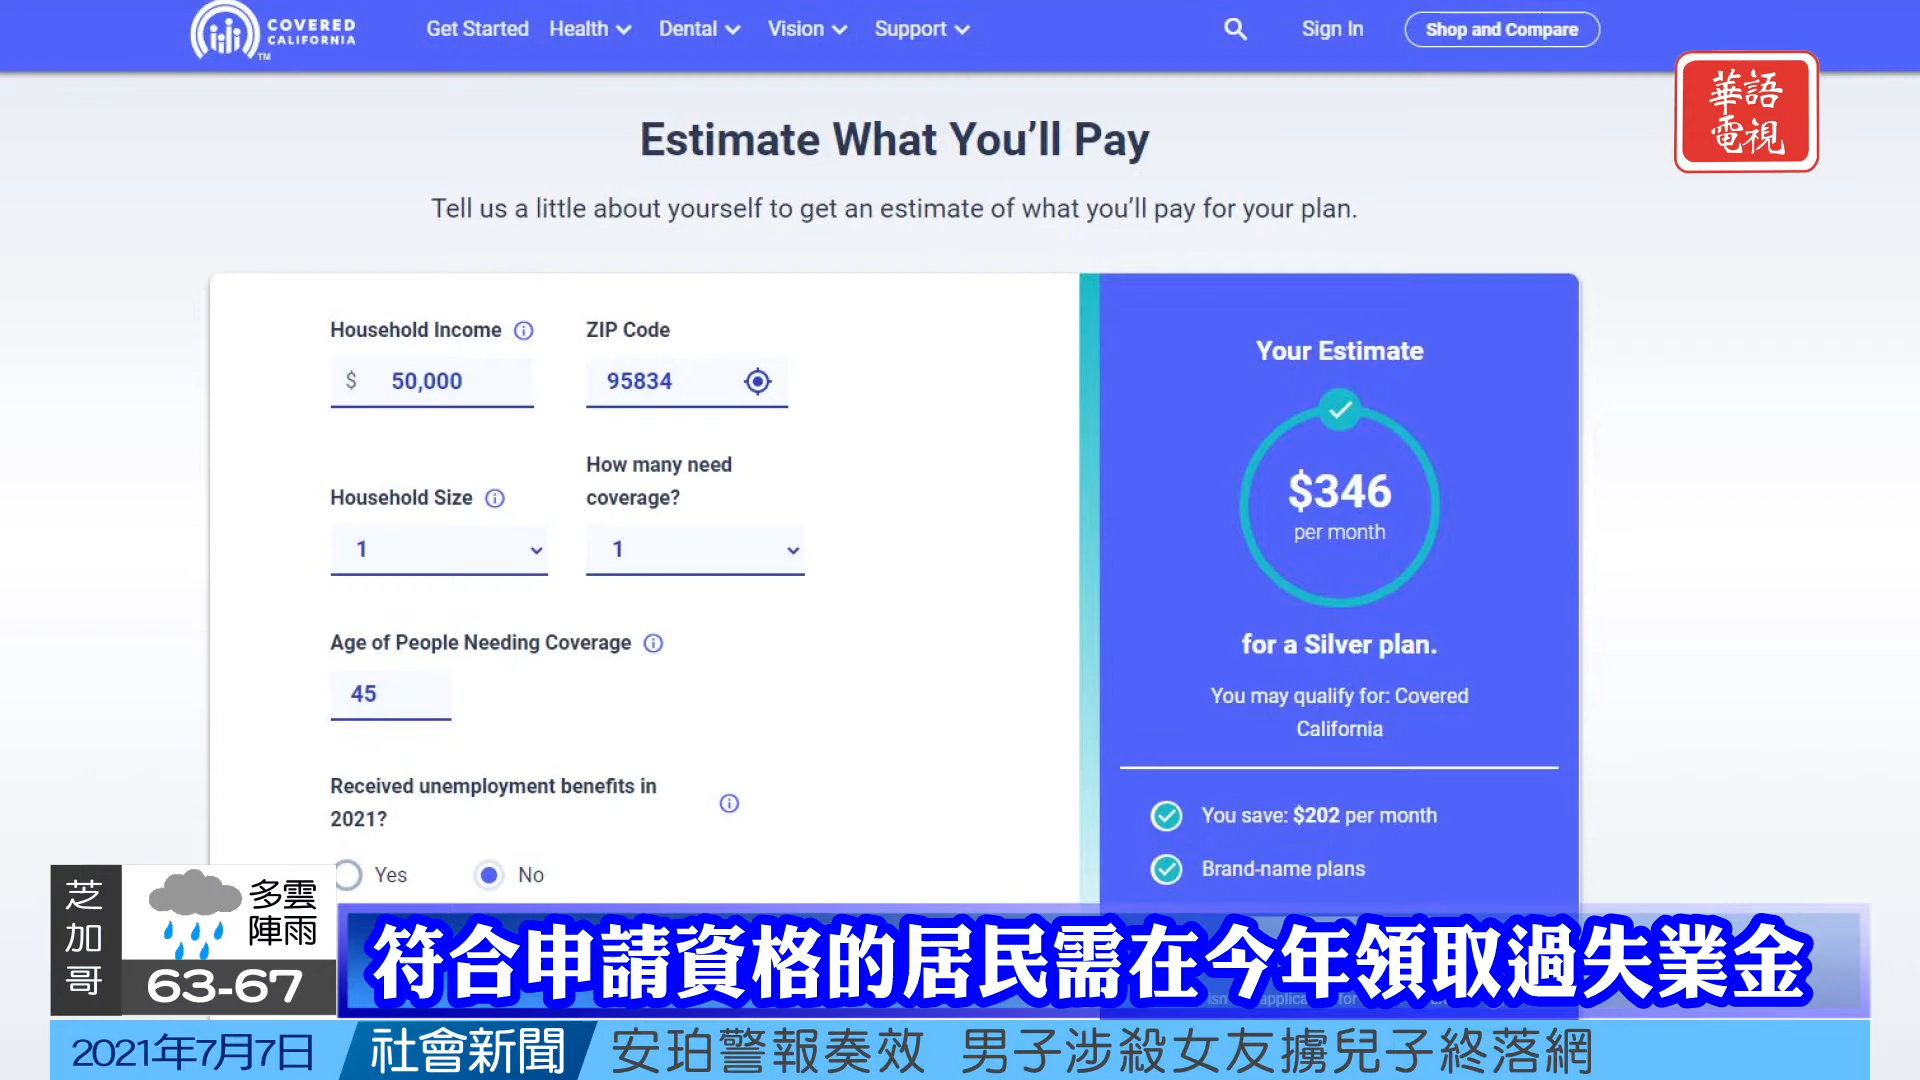 COVERED
CALIFORNIA
TM
Get Started Health Dental Vision Support Sign In Shop and Compare
華語
電視
Estimate What You'll Pay
Tell us a little about yourself to get an estimate of what you'll pay for your plan.
Household Income ZIP Code
$ 50,000 95834
How many need
coverage?
Household Size
1 1
Age of People Needing Coverage
45
Received unemployment benefits in
2021?
Yes No
Your Estimate
$346
per month
for a Silver plan.
You may qualify for: Covered
California
You save: $202 per month
Brand-name plans
芝加哥
多雲
陣雨
63-67
符合申請資格的居民需在今年領取過失業金
2021年7月7日 社會新聞 安珀警報奏效 男子涉殺女友擄兒子終落網